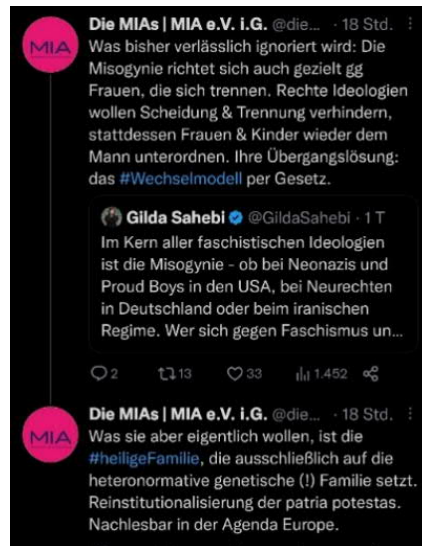 MIA
Die MIAs | MIA e.V. i.G. @die... · 18 Std.
Was bisher verlässlich ignoriert wird: Die
Misogynie richtet sich auch gezielt gg
Frauen, die sich trennen. Rechte Ideologien
wollen Scheidung & Trennung verhindern,
stattdessen Frauen & Kinder wieder dem
Mann unterordnen. Ihre Übergangslösung:
das #Wechselmodell per Gesetz.
Gilda Sahebi @GildaSahebi · 1 T
Im Kern aller faschistischen Ideologien
ist die Misogynie - ob bei Neonazis und
Proud Boys in den USA, bei Neurechten
in Deutschland oder beim iranischen
Regime. Wer sich gegen Faschismus un...
2 13 33 1.452
MIA
Die MIAs | MIA e.V. i.G. @die... · 18 Std.
Was sie aber eigentlich wollen, ist die
#heiligeFamilie, die ausschließlich auf die
heteronormative genetische (!) Familie setzt.
Reinstitutionalisierung der patria potestas.
Nachlesbar in der Agenda Europe.